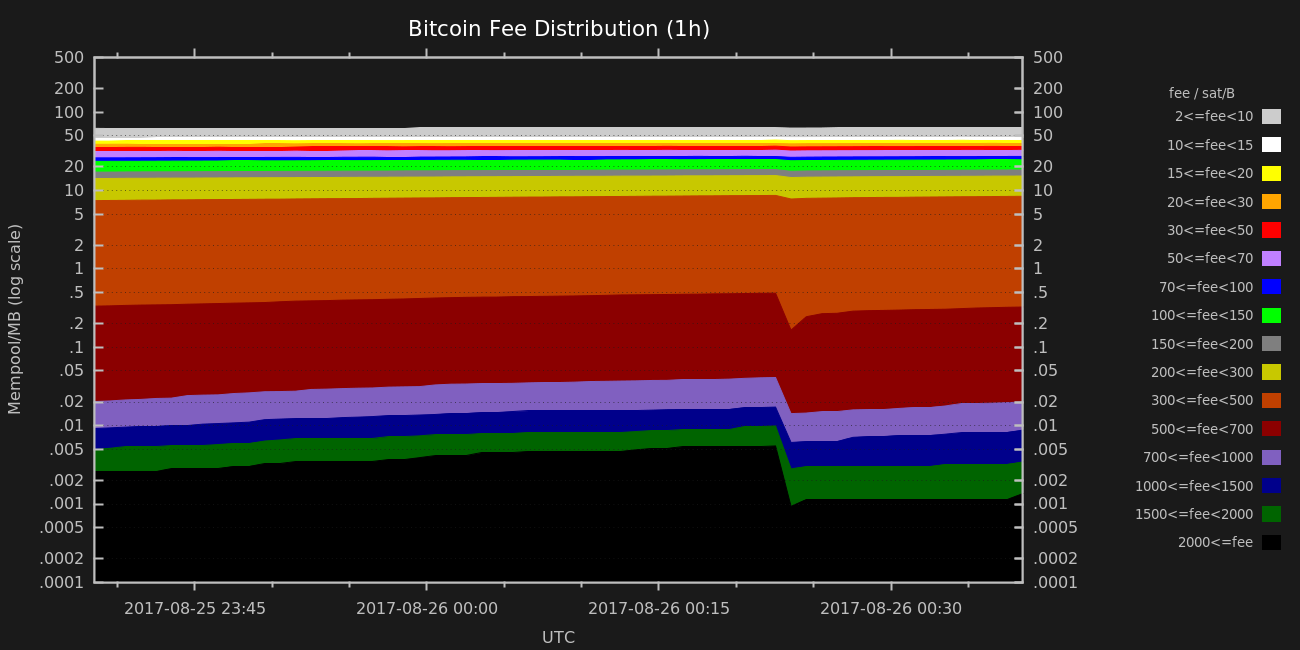 Bitcoin Fee Distribution (1h)
500
200
100
50
20
10
5
2
1
.5
.2
.1
.05
.02
.01
.005
.002
.001
.0005
.0002
.0001
Mempool/MB (log scale)
500
200
100
50
20
10
5
2
1
.5
.2
.1
.05
.02
.01
.005
.002
.001
.0005
.0002
.0001
2017-08-25 23:45
2017-08-26 00:00
2017-08-26 00:15
2017-08-26 00:30
UTC
fee / sat/B
2<=fee<10
10<=fee<15
15<=fee<20
20<=fee<30
30<=fee<50
50<=fee<70
70<=fee<100
100<=fee<150
150<=fee<200
200<=fee<300
300<=fee<500
500<=fee<700
700<=fee<1000
1000<=fee<1500
1500<=fee<2000
2000<=fee